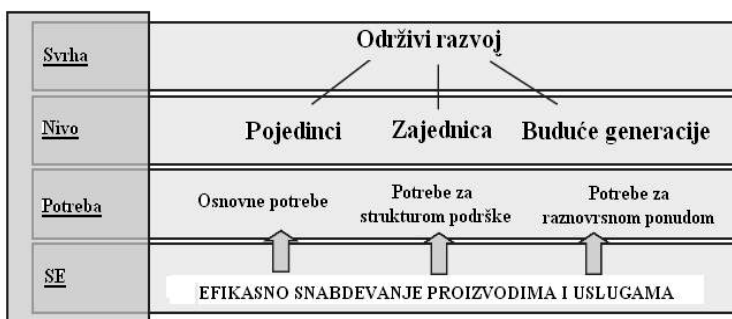 Svrha
Održivi razvoj
Nivo
Pojedinci
Zajednica
Buduće generacije
Potreba
Osnovne potrebe
Potrebe za
strukturom podrške
Potrebe za
raznovrsnom ponudom
SE
EFIKASNO SNABDEVANJE PROIZVODIMA I USLUGAMA